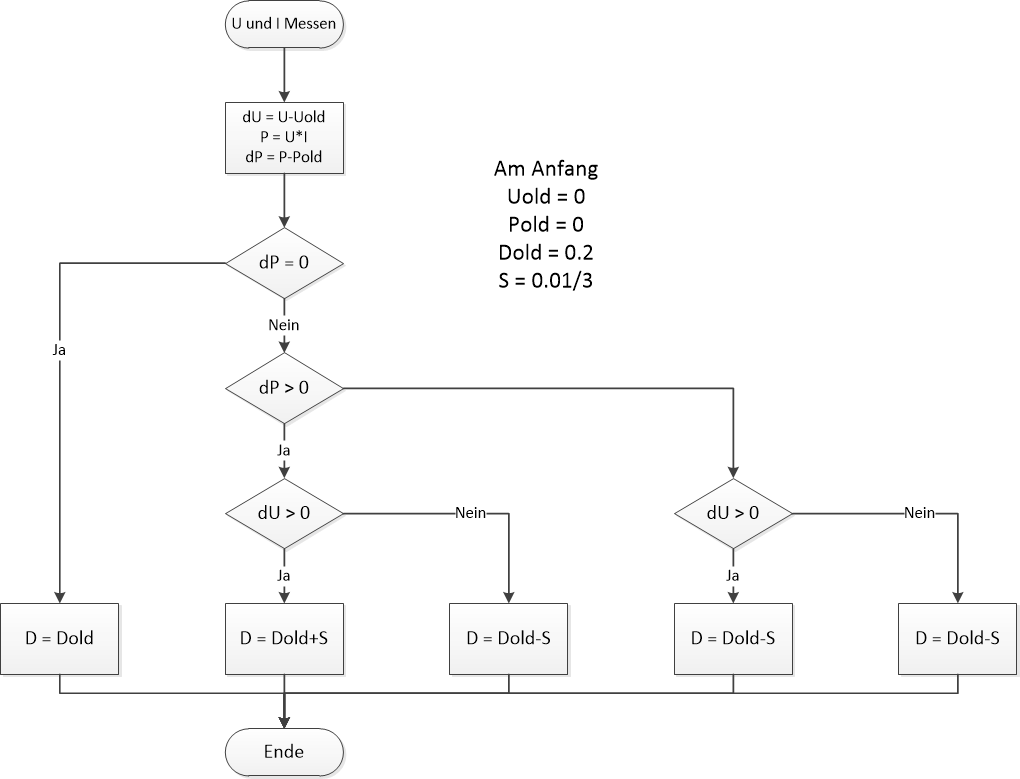 U und I Messen
dU = U-Uold
P = U*I
dP = P-Pold
Am Anfang
Uold = 0
Pold = 0
Dold = 0.2
S = 0.01/3
dP = 0
Nein
Ja
dP > 0
Ja
dU > 0
Nein
dU > 0
Nein
Ja
Ja
D = Dold
D = Dold+S
D = Dold-S
D = Dold-S
D = Dold-S
Ende